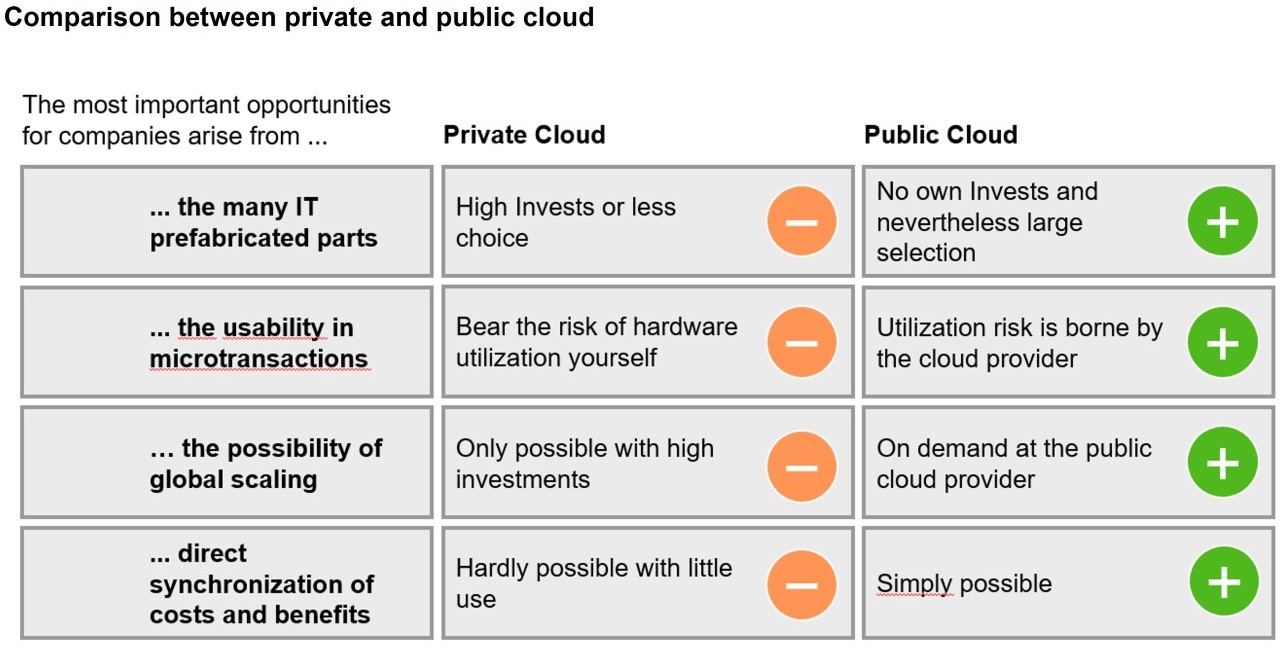 Comparison between private and public cloud
The most important opportunities
for companies arise from ...
Private Cloud
Public Cloud
... the many IT
prefabricated parts
High Invests or less
choice
No own Invests and
nevertheless large
selection
... the usability in
microtransactions
Bear the risk of hardware
utilization yourself
Utilization risk is borne by
the cloud provider
... the possibility of
global scaling
Only possible with high
investments
On demand at the public
cloud provider
... direct
synchronization of
costs and benefits
Hardly possible with little
use
Simply possible